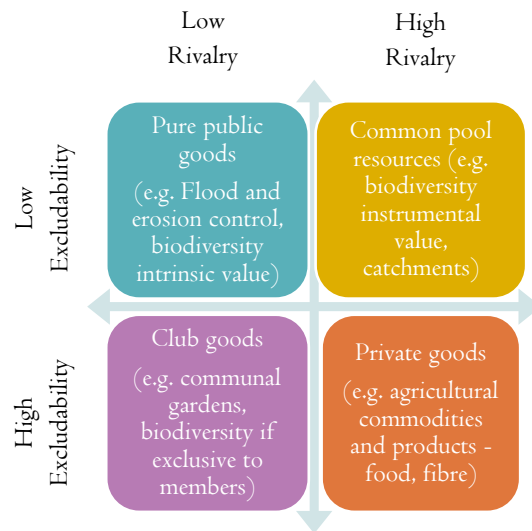 Low
Rivalry
High
Rivalry
Low
Excludability
Pure public
goods
(e.g. Flood and
erosion control,
biodiversity
intrinsic value)
Common pool
resources (e.g.
biodiversity
instrumental
value,
catchments)
High
Excludability
Club goods
(e.g. communal
gardens,
biodiversity if
exclusive to
members)
Private goods
(e.g. agricultural
commodities
and products -
food, fibre)